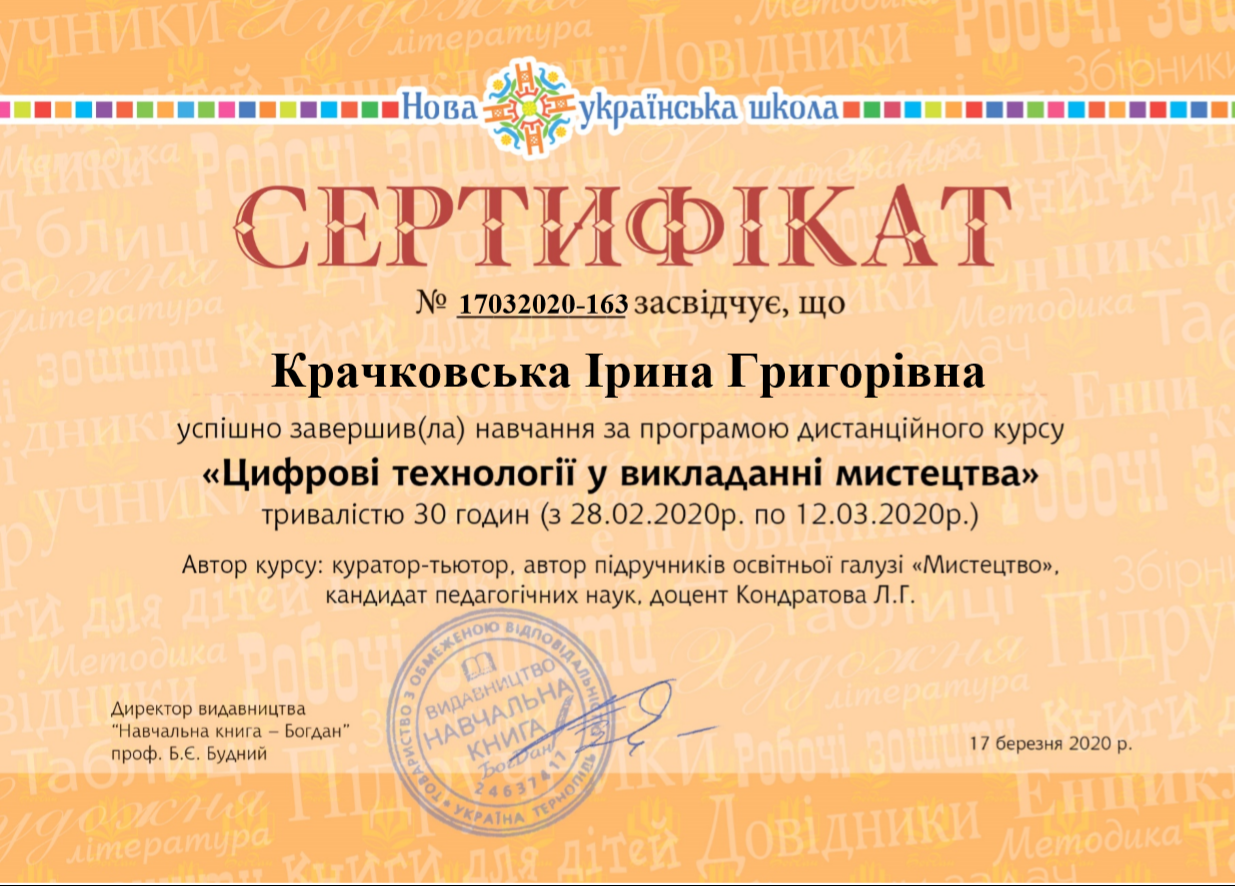 Нова українська школа
СЕРТИФІКАТ
№ 17032020-163 засвідчує, що
Крачковська Ірина Григорівна
успішно завершив(ла) навчання за програмою дистанційного курсу
«Цифрові технології у викладанні мистецтва»
тривалістю 30 годин (з 28.02.2020р. по 12.03.2020р.)
Автор курсу: куратор-тьютор, автор підручників освітньої галузі «Мистецтво»,
кандидат педагогічних наук, доцент Кондратова Л.Г.
Директор видавництва
"Навчальна книга – Богдан"
проф. Б.Є. Будний
ТОВАРИСТВО З ОБМЕЖЕНОЮ ВІДПОВІДАЛЬНІСТЮ
ВИДАВНИЦТВО
НАВЧАЛЬНА
КНИГА
Богдан
24637411
УКРАЇНА ТЕРНОПІЛЬ
17 березня 2020 р.